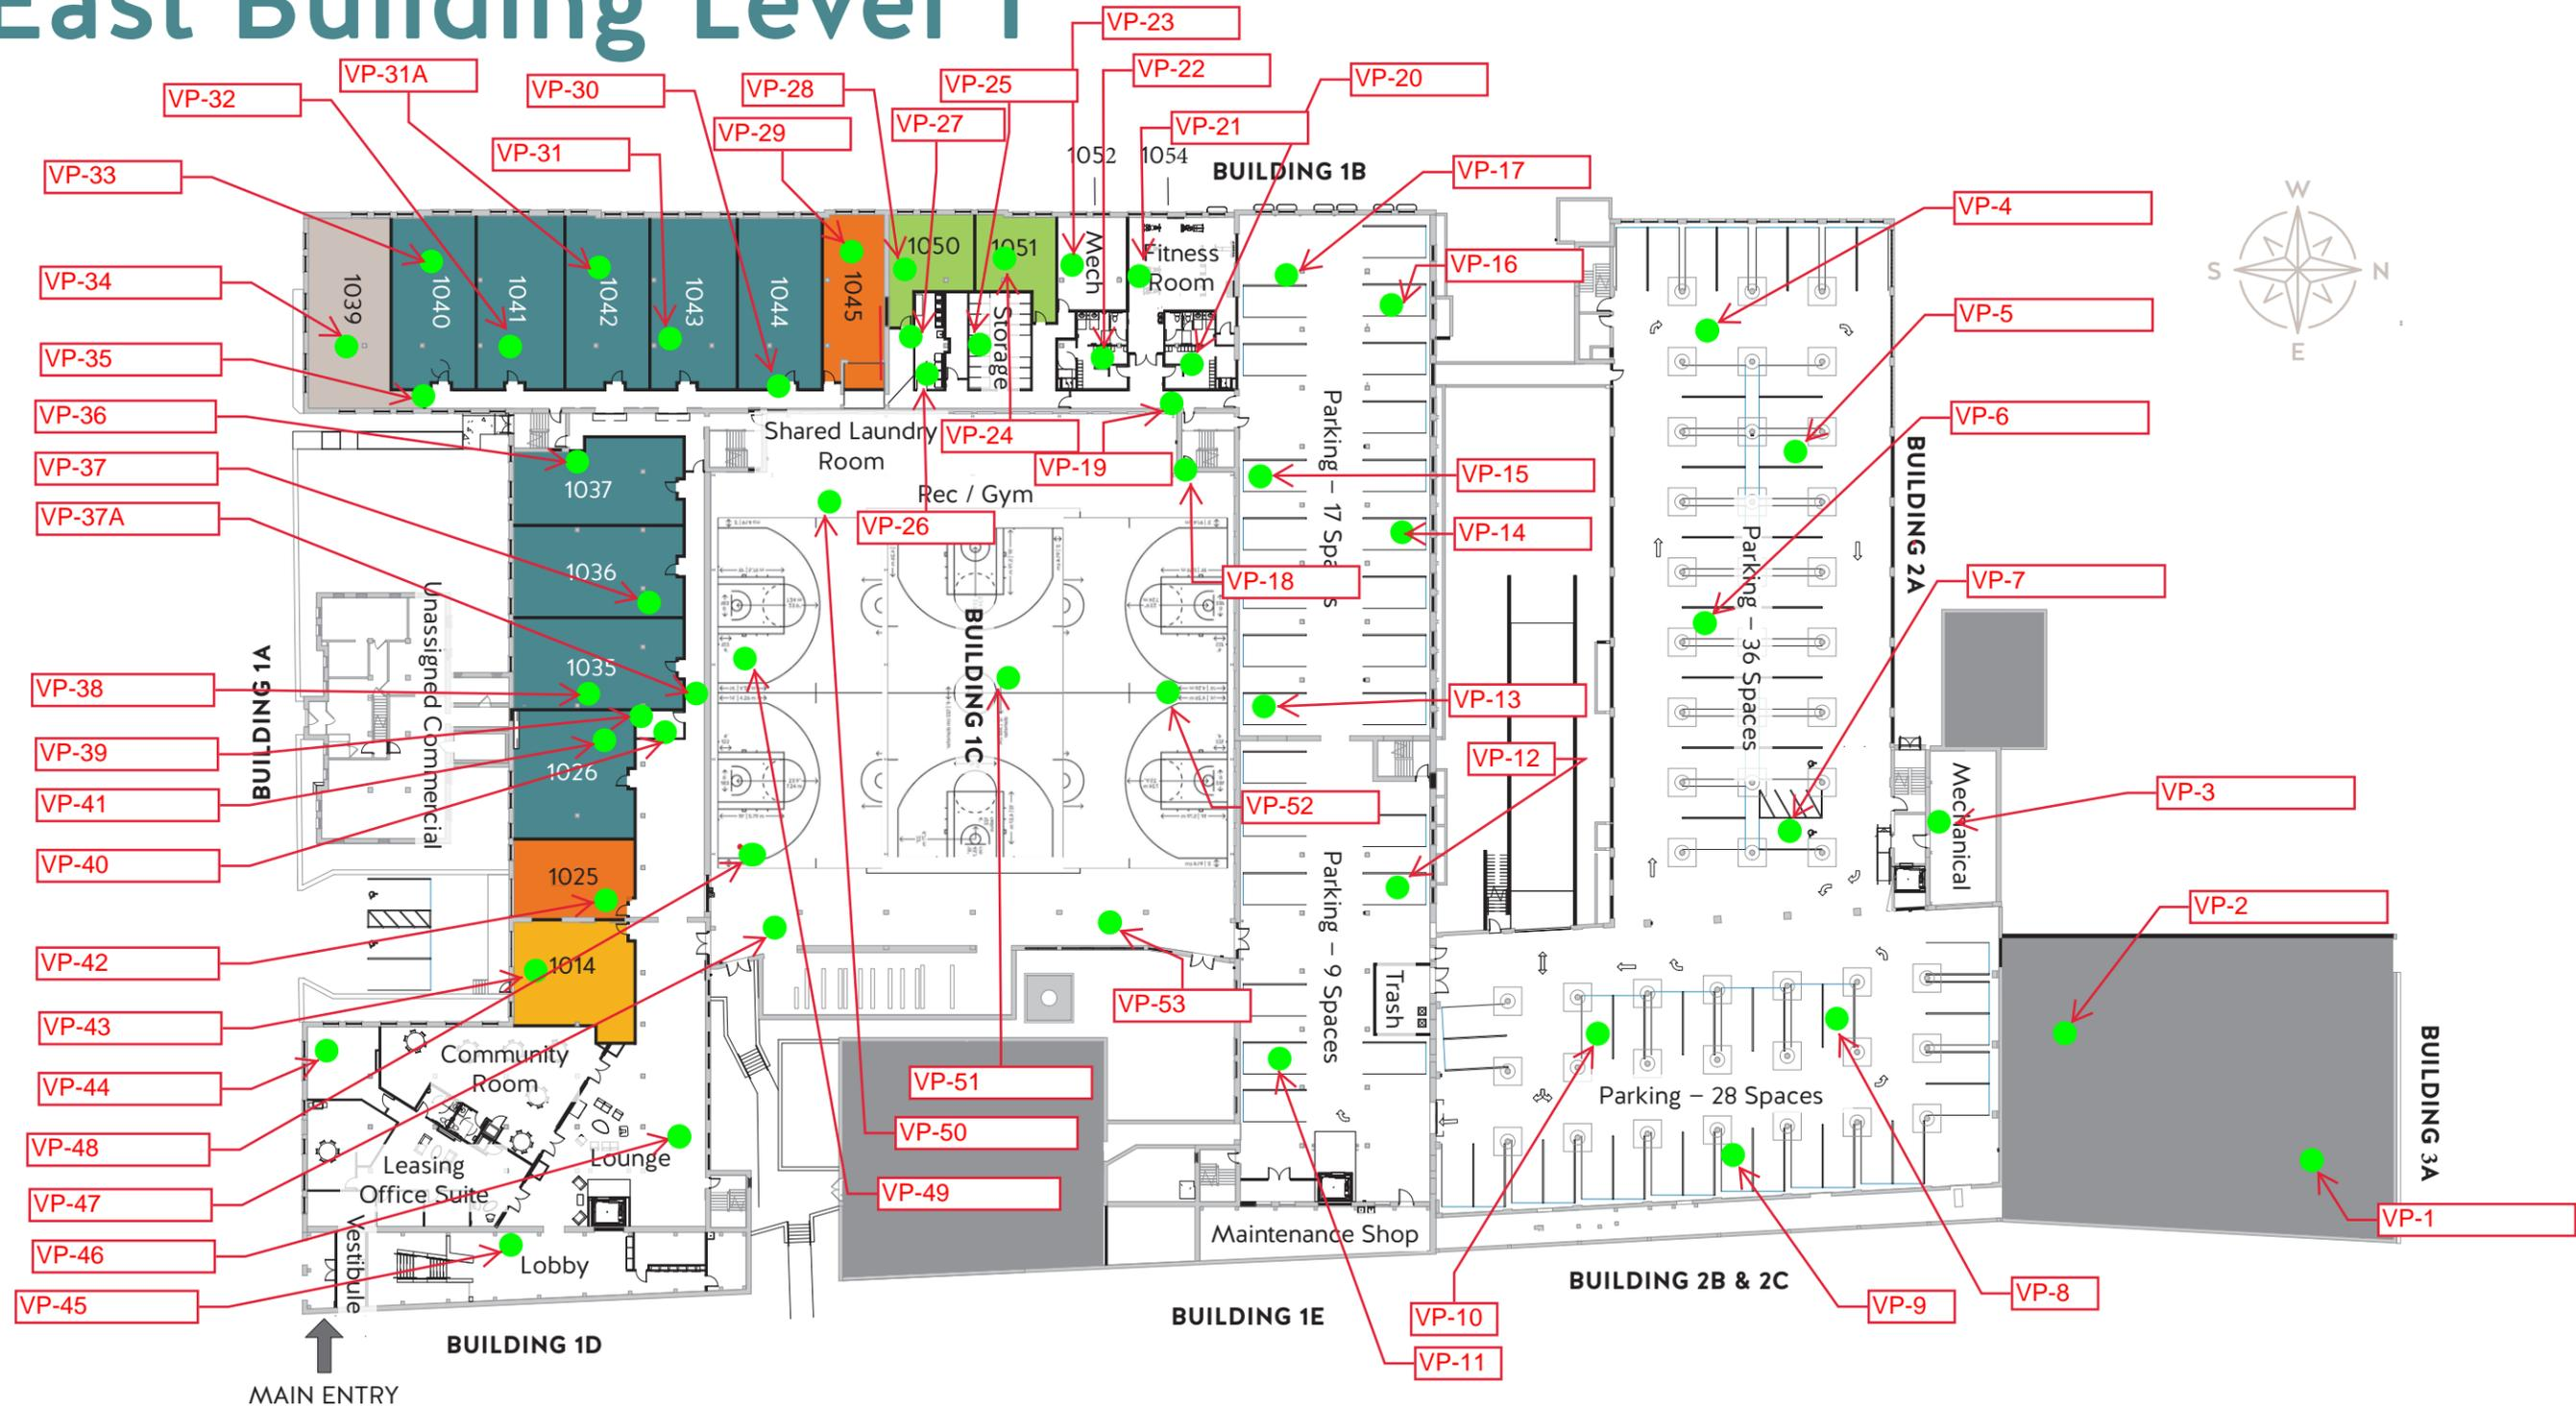 East Building Level 1
VP-23
VP-31A
VP-32
VP-30
VP-28
VP-25
VP-22
VP-20
VP-27
VP-29
VP-21
VP-31
1052
1054
BUILDING 1B
VP-17
VP-33
VP-4
W
S
N
E
VP-34
VP-35
VP-16
VP-5
1039
1040
1041
1042
1043
1044
1045
1050
1051
Mech
Fitness
Room
Storage
VP-36
VP-37
VP-37A
Shared Laundry
Room
VP-24
VP-19
VP-6
VP-15
Rec / Gym
VP-26
VP-14
VP-18
VP-7
1037
1036
1035
1026
1025
1014
Parking – 17 Spaces
Parking – 36 Spaces
BUILDING 2A
BUILDING 1A
Unassigned Commercial
BUILDING 1C
VP-38
VP-39
VP-41
VP-40
VP-13
VP-12
VP-52
VP-3
Mechanical
VP-2
VP-42
VP-43
VP-53
Parking – 9 Spaces
Trash
VP-44
Community
Room
VP-51
Parking – 28 Spaces
BUILDING 3A
VP-48
VP-50
Leasing
Office Suite
Lounge
VP-47
VP-49
VP-1
VP-46
Vestibule
Lobby
Maintenance Shop
VP-45
BUILDING 2B & 2C
VP-8
VP-9
VP-10
BUILDING 1E
BUILDING 1D
VP-11
MAIN ENTRY